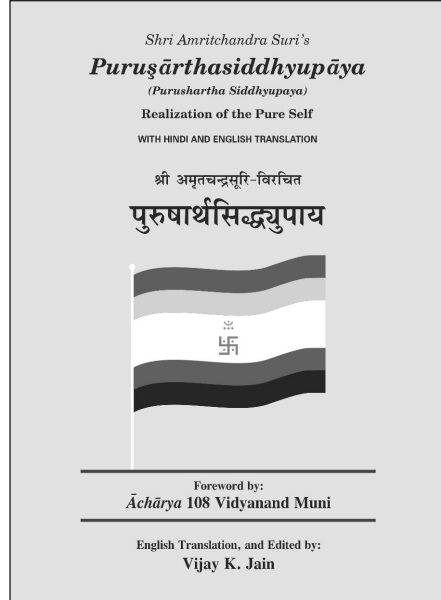 Shri Amritchandra Suri's
Puruşārthasiddhyupāya
(Purushartha Siddhyupaya)
Realization of the Pure Self
WITH HINDI AND ENGLISH TRANSLATION
श्री अमृतचन्द्रसूरि-विरचित
पुरुषार्थसिद्ध्युपाय
Foreword by:
Āchārya 108 Vidyanand Muni
English Translation, and Edited by:
Vijay K. Jain